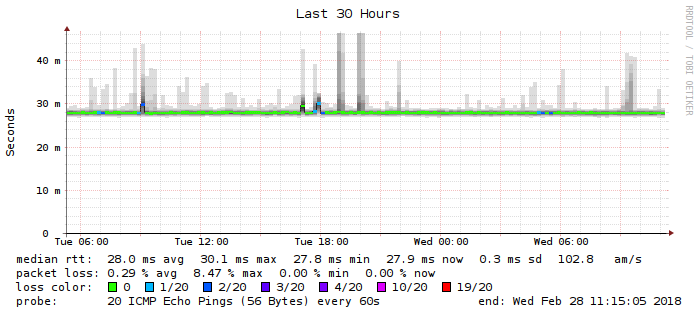 Last 30 Hours
RRDTOOL / TOBI OETIKER
Seconds
40 m
30 m
20 m
10 m
0
Tue 06:00 Tue 12:00 Tue 18:00 Wed 00:00 Wed 06:00
median rtt: 28.0 ms avg 30.1 ms max 27.8 ms min 27.9 ms now 0.3 ms sd 102.8 am/s
packet loss: 0.29 % avg 8.47 % max 0.00 % min 0.00 % now
loss color: 0 1/20 2/20 3/20 4/20 10/20 19/20
probe: 20 ICMP Echo Pings (56 Bytes) every 60s end: Wed Feb 28 11:15:05 2018